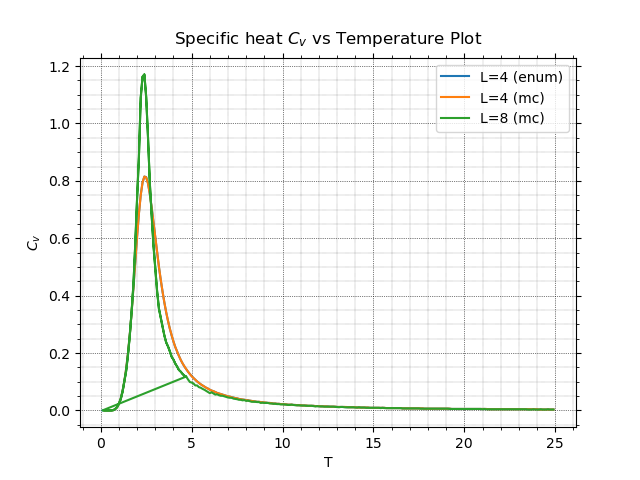 Specific heat $C_v$ vs Temperature Plot
L=4 (enum)
L=4 (mc)
L=8 (mc)
1.2
1.0
0.8
0.6
0.4
0.2
0.0
$C_v$
0 5 10 15 20 25
T